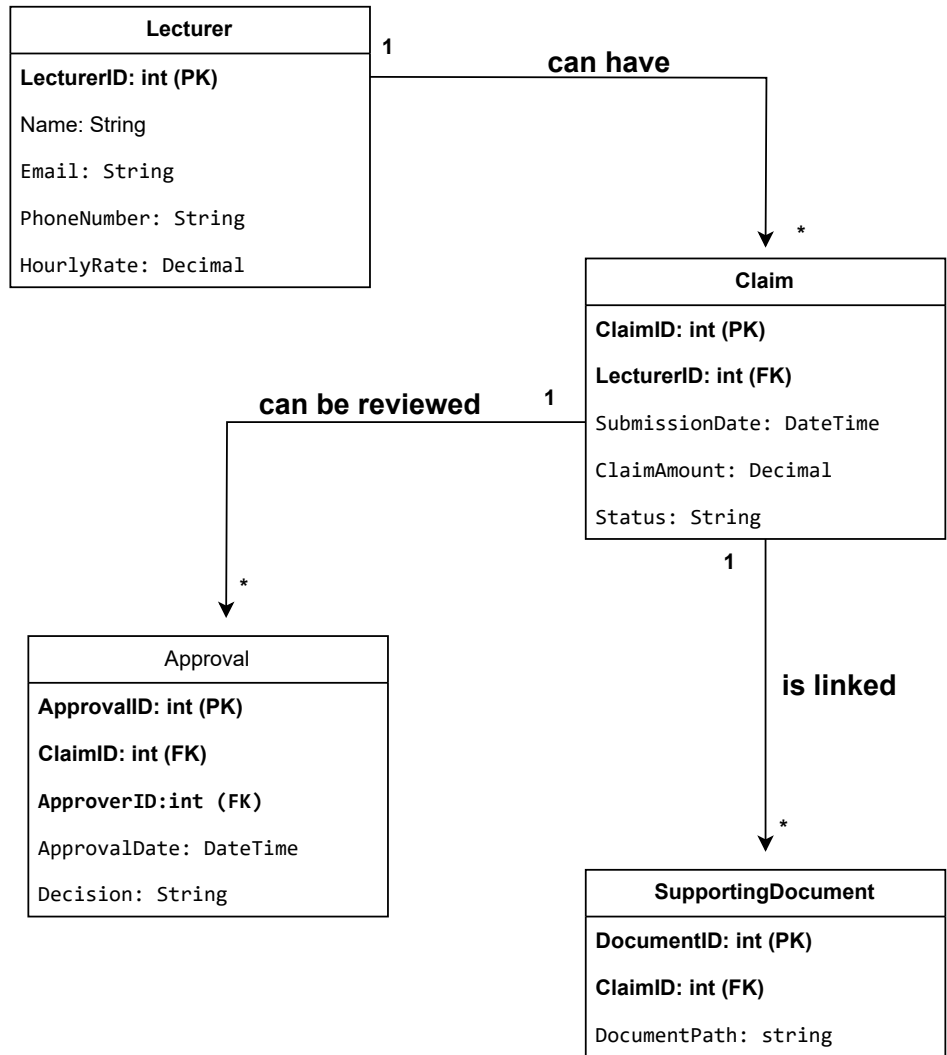 Lecturer
LecturerID: int (PK)
Name: String
Email: String
PhoneNumber: String
HourlyRate: Decimal
1
can have
*
Claim
ClaimID: int (PK)
LecturerID: int (FK)
SubmissionDate: DateTime
ClaimAmount: Decimal
Status: String
1
can be reviewed
*
Approval
ApprovalID: int (PK)
ClaimID: int (FK)
ApproverID:int (FK)
ApprovalDate: DateTime
Decision: String
1
is linked
*
SupportingDocument
DocumentID: int (PK)
ClaimID: int (FK)
DocumentPath: string